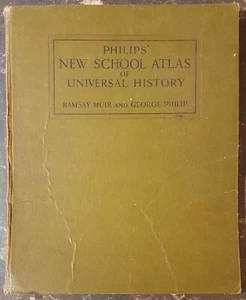 PHILIPS'
NEW SCHOOL ATLAS
OF
UNIVERSAL HISTORY
RAMSAY MUIR AND GEORGE PHILIP